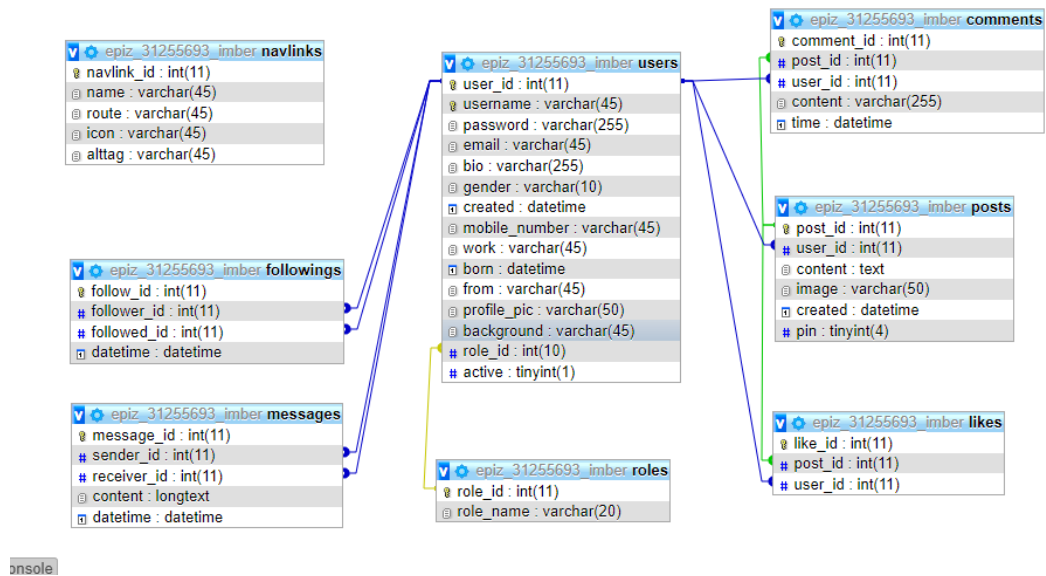 epiz_31255693_imber navlinks
navlink_id : int(11)
name : varchar(45)
route : varchar(45)
icon : varchar(45)
alttag : varchar(45)
epiz_31255693_imber followings
follow_id : int(11)
# follower_id : int(11)
# followed_id : int(11)
datetime : datetime
epiz_31255693_imber messages
message_id : int(11)
# sender_id : int(11)
# receiver_id : int(11)
content : longtext
datetime : datetime
epiz_31255693_imber users
user_id : int(11)
username : varchar(45)
password : varchar(255)
email : varchar(45)
bio : varchar(255)
gender : varchar(10)
created : datetime
mobile_number : varchar(45)
work : varchar(45)
born : datetime
from : varchar(45)
profile_pic : varchar(50)
background : varchar(45)
# role_id : int(10)
# active : tinyint(1)
epiz_31255693_imber roles
role_id : int(11)
role_name : varchar(20)
epiz_31255693_imber comments
comment_id : int(11)
# post_id : int(11)
# user_id : int(11)
content : varchar(255)
time : datetime
epiz_31255693_imber posts
post_id : int(11)
# user_id : int(11)
content : text
image : varchar(50)
created : datetime
# pin : tinyint(4)
epiz_31255693_imber likes
like_id : int(11)
# post_id : int(11)
# user_id : int(11)
onsole